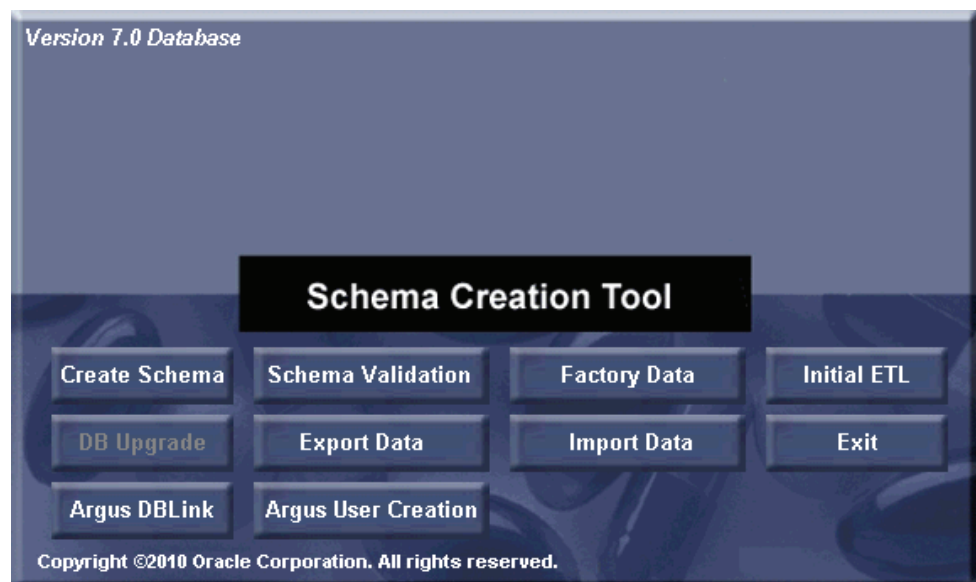 Version 7.0 Database
Schema Creation Tool
Create Schema Schema Validation Factory Data Initial ETL
DB Upgrade Export Data Import Data Exit
Argus DBLink Argus User Creation
Copyright ©2010 Oracle Corporation. All rights reserved.